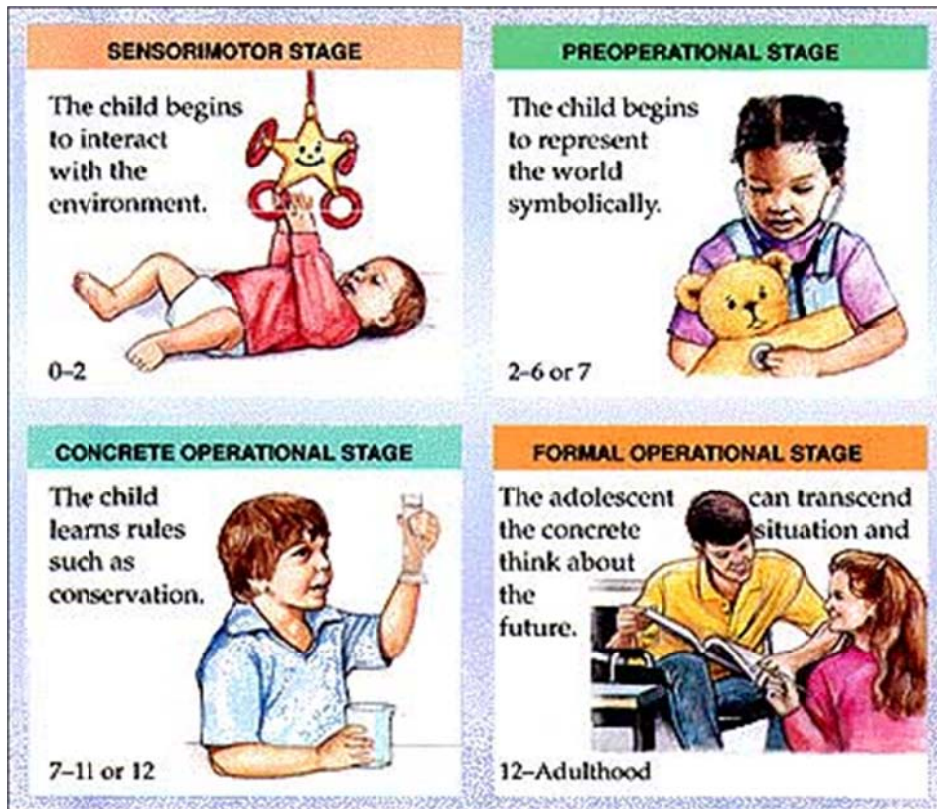 SENSORIMOTOR STAGE
The child begins
to interact
with the
environment.
0–2
PREOPERATIONAL STAGE
The child begins
to represent
the world
symbolically.
2–6 or 7
CONCRETE OPERATIONAL STAGE
The child
learns rules
such as
conservation.
7–11 or 12
FORMAL OPERATIONAL STAGE
The adolescent can transcend
the concrete situation and
think about
the
future.
12–Adulthood